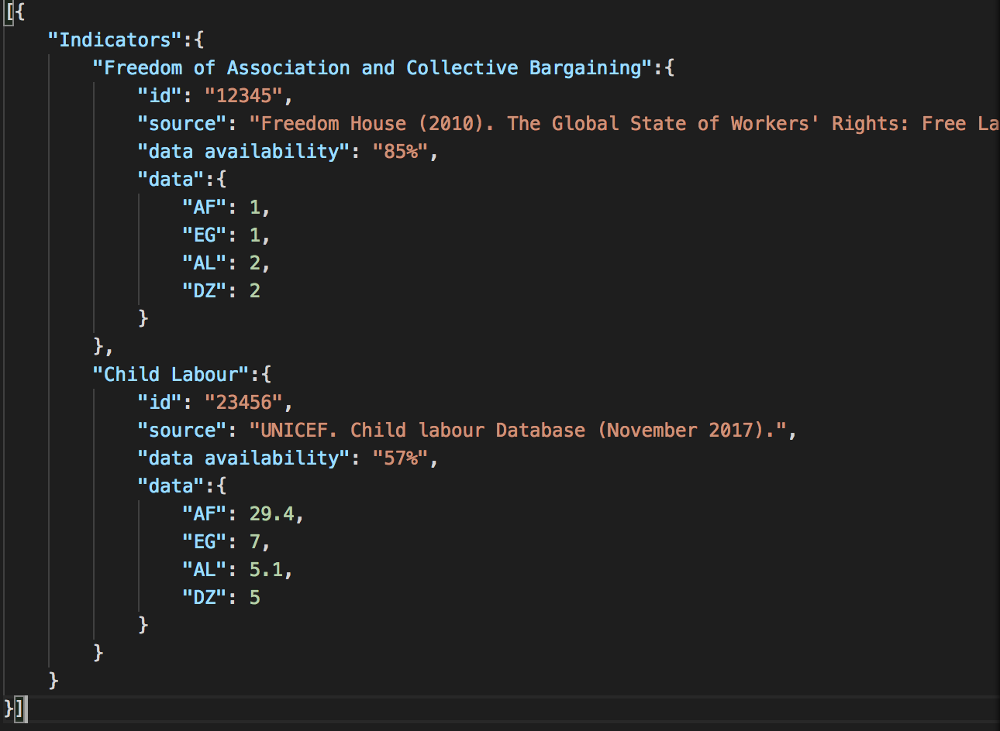 [{
    "Indicators":{
        "Freedom of Association and Collective Bargaining":{
            "id": "12345",
            "source": "Freedom House (2010). The Global State of Workers' Rights: Free La
            "data availability": "85%",
            "data":{
                "AF": 1,
                "EG": 1,
                "AL": 2,
                "DZ": 2
            }
        },
        "Child Labour":{
            "id": "23456",
            "source": "UNICEF. Child labour Database (November 2017).",
            "data availability": "57%",
            "data":{
                "AF": 29.4,
                "EG": 7,
                "AL": 5.1,
                "DZ": 5
            }
        }
    }
}]